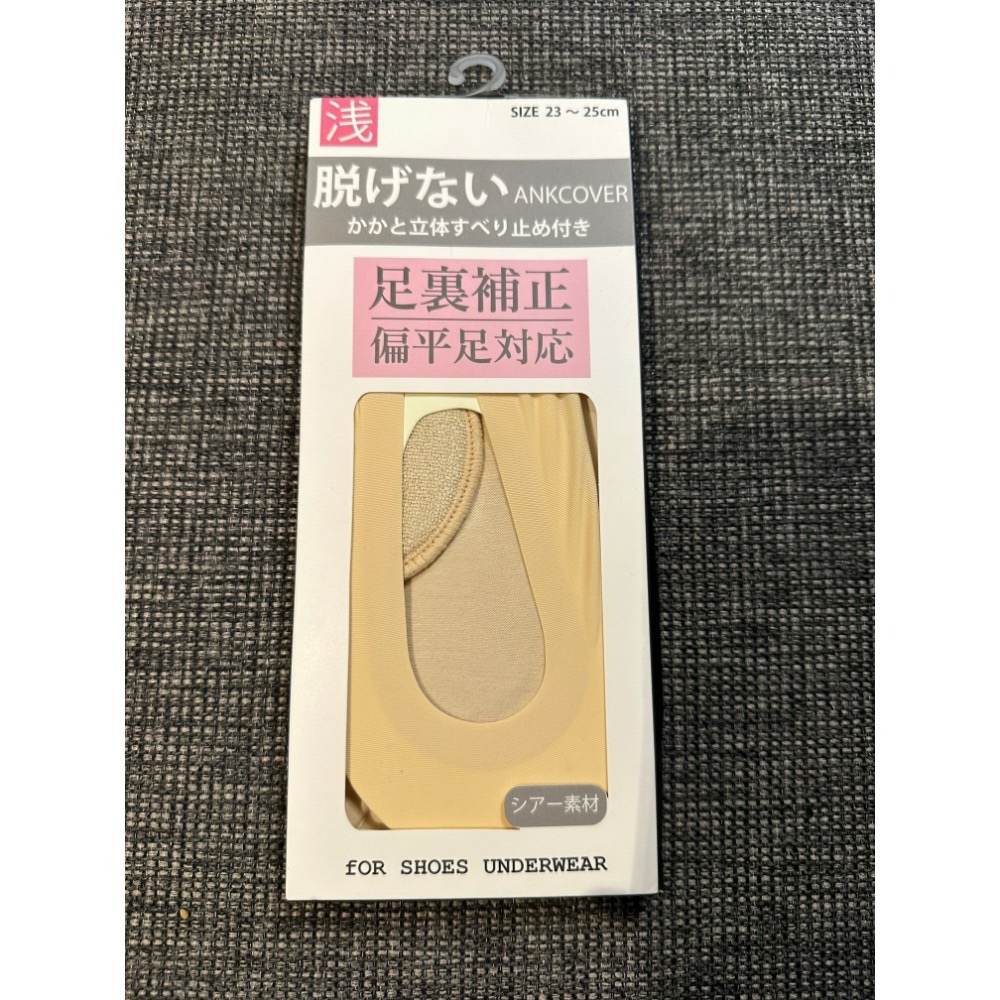 浅
SIZE 23～25cm
脱げない ANKCOVER
かかと立体すべり止め付き
足裏補正
偏平足対応
シアー素材
fOR SHOES UNDERWEAR